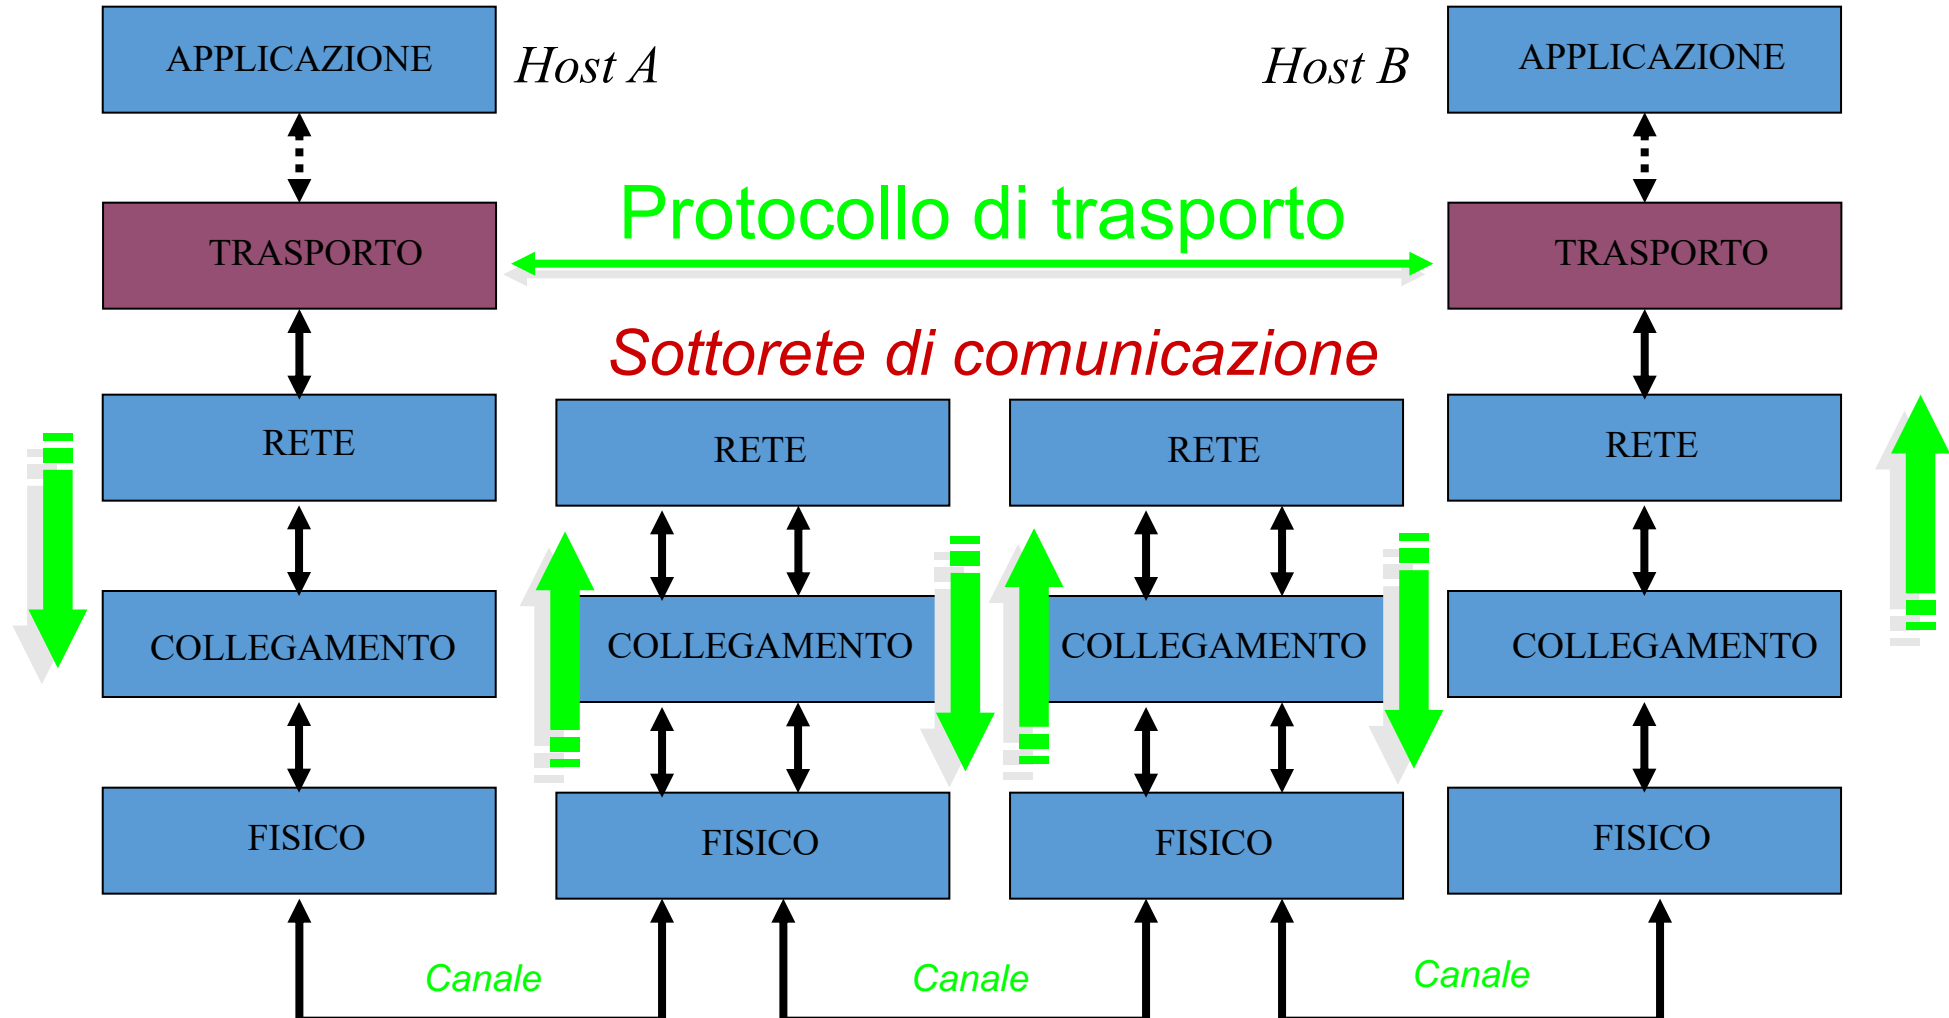 APPLICAZIONE
Host A
Host B
APPLICAZIONE
TRASPORTO
Protocollo di trasporto
TRASPORTO
Sottorete di comunicazione
RETE
RETE
RETE
RETE
COLLEGAMENTO
COLLEGAMENTO
COLLEGAMENTO
COLLEGAMENTO
FISICO
FISICO
FISICO
FISICO
Canale
Canale
Canale